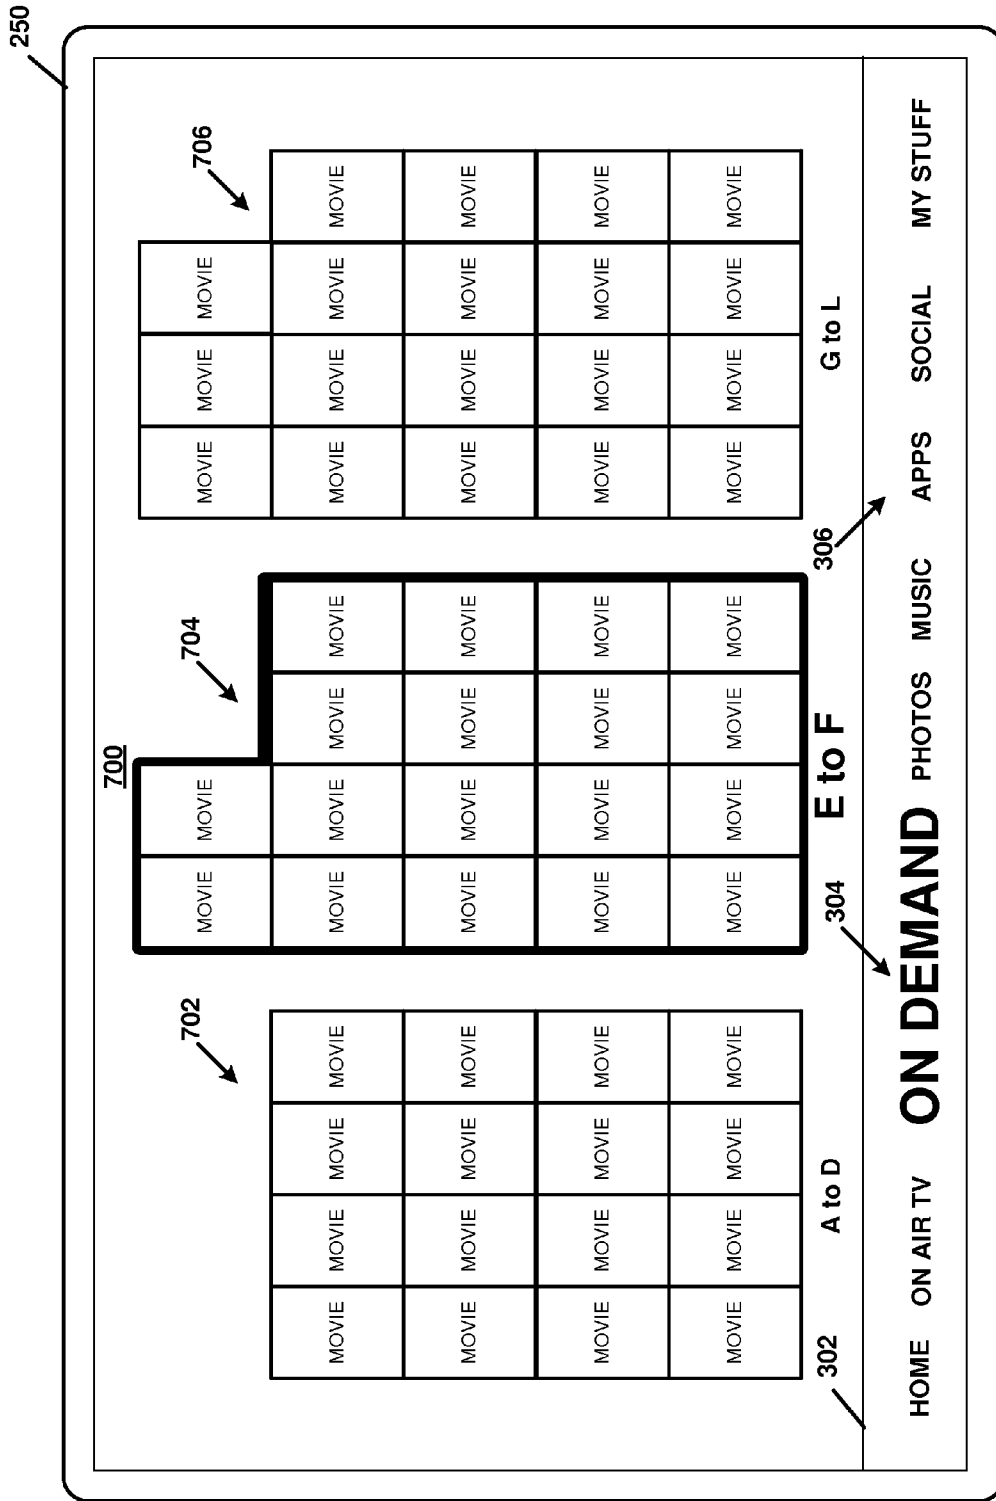 250
700
702 704 706
MOVIE MOVIE MOVIE MOVIE MOVIE
MOVIE MOVIE MOVIE MOVIE MOVIE MOVIE MOVIE MOVIE MOVIE MOVIE MOVIE MOVIE
MOVIE MOVIE MOVIE MOVIE MOVIE MOVIE MOVIE MOVIE MOVIE MOVIE MOVIE MOVIE
MOVIE MOVIE MOVIE MOVIE MOVIE MOVIE MOVIE MOVIE MOVIE MOVIE MOVIE MOVIE
MOVIE MOVIE MOVIE MOVIE MOVIE MOVIE MOVIE MOVIE MOVIE MOVIE MOVIE MOVIE
A to D E to F G to L
302 304 306
HOME ON AIR TV ON DEMAND PHOTOS MUSIC APPS SOCIAL MY STUFF